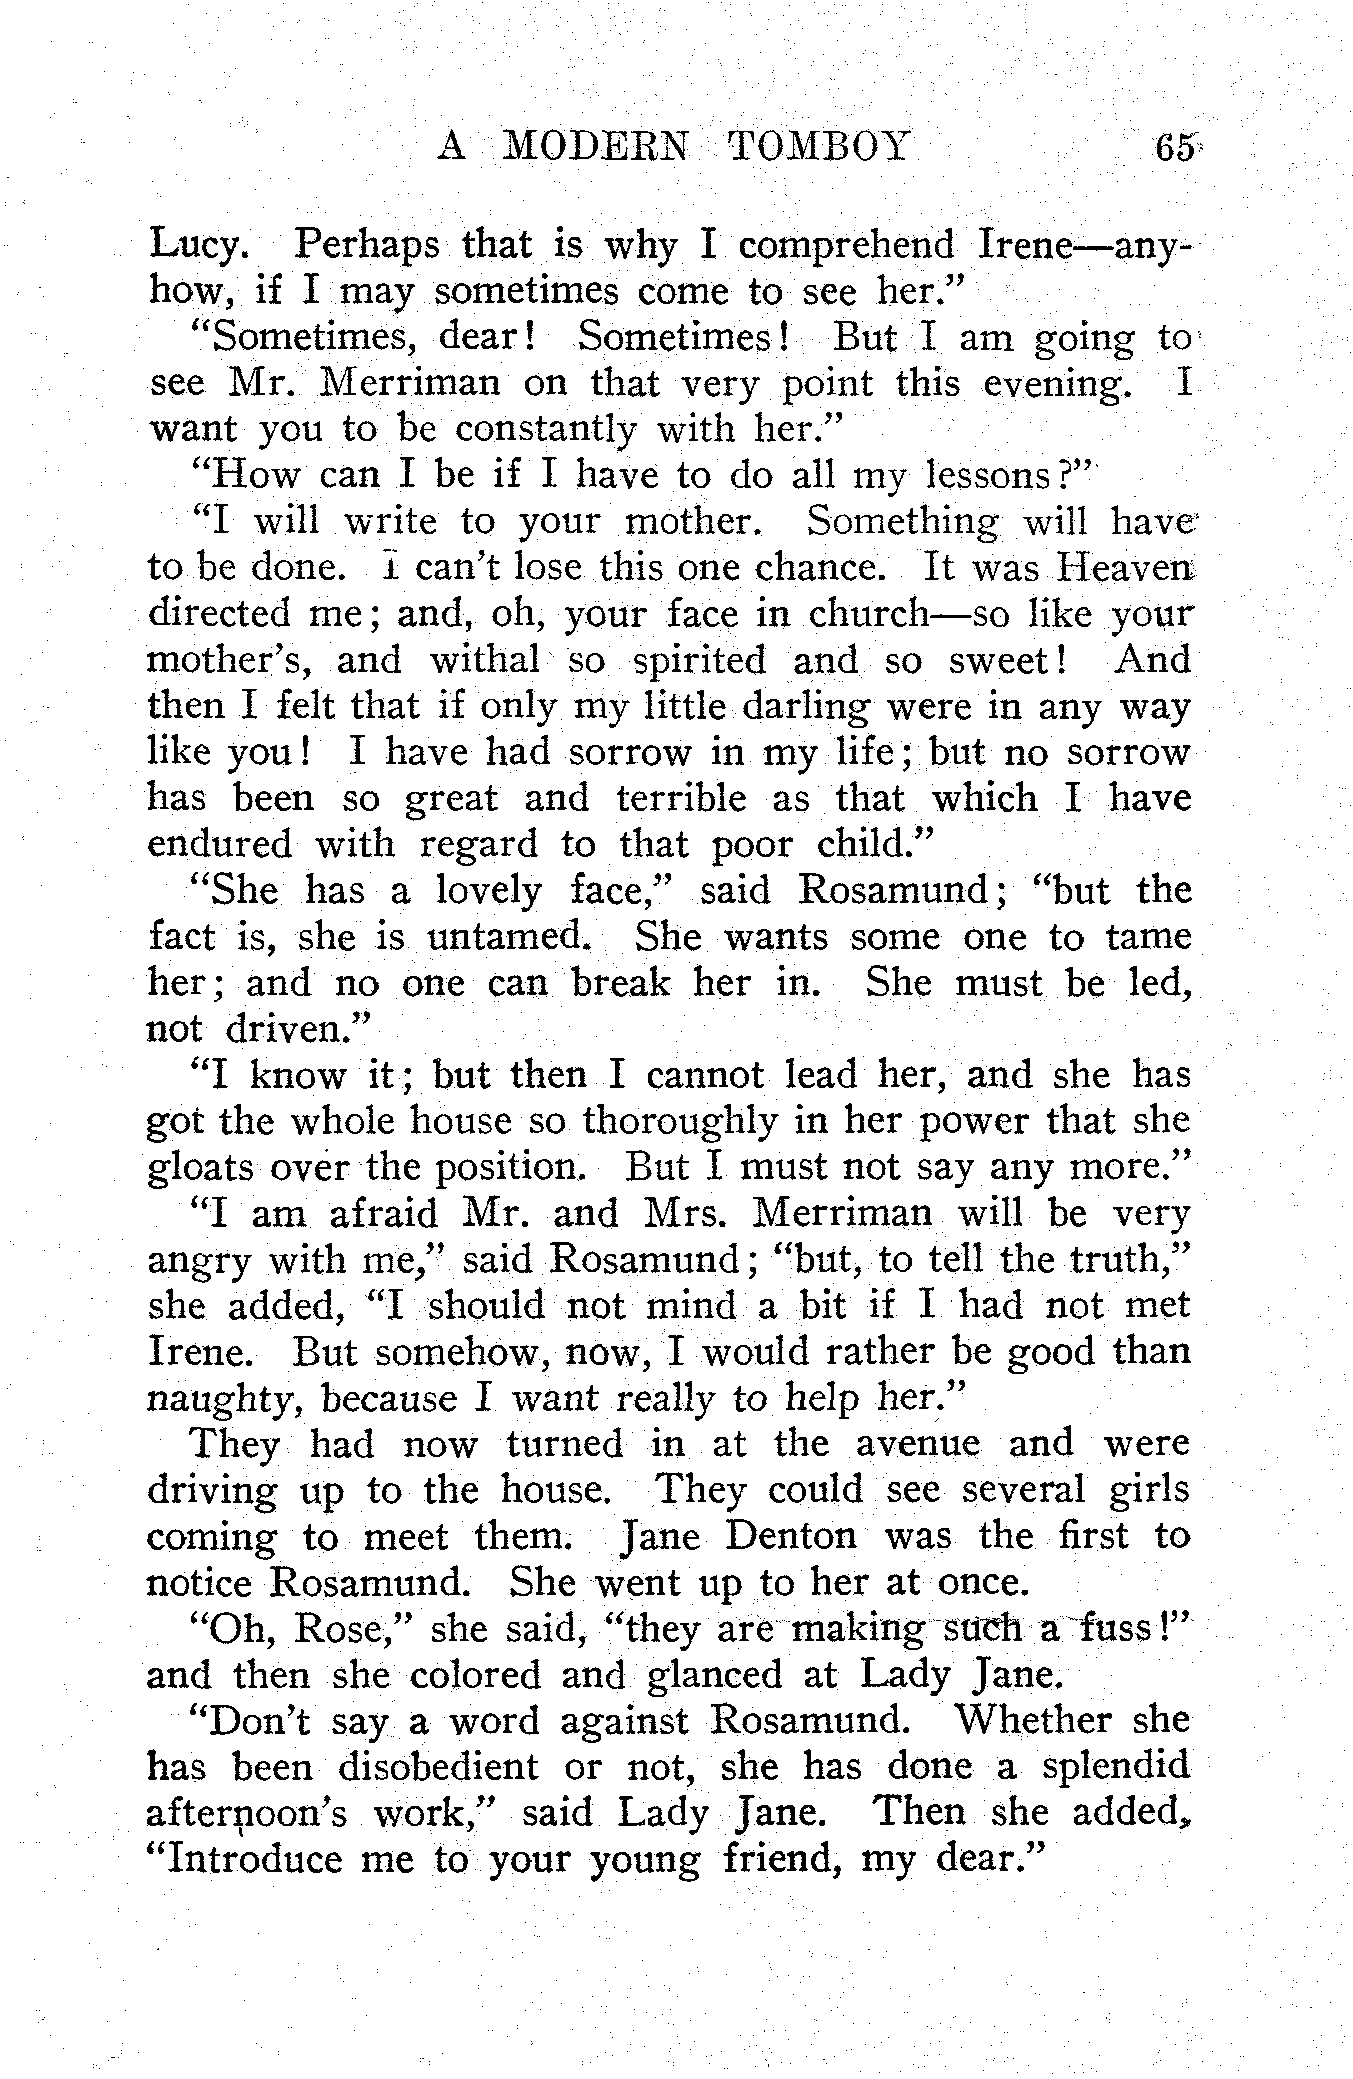 A MODERN TOMBOY 65
Lucy. Perhaps that is why I comprehend Irene—any-
how, if I may sometimes come to see her.”
“Sometimes, dear! Sometimes! But I am going to
see Mr. Merriman on that very point this evening. I
want you to be constantly with her.”
“How can I be if I have to do all my lessons?”
“I will write to your mother. Something will have
to be done. I can’t lose this one chance. It was Heaven
directed me; and, oh, your face in church—so like your
mother’s, and withal so spirited and so sweet! And
then I felt that if only my little darling were in any way
like you! I have had sorrow in my life; but no sorrow
has been so great and terrible as that which I have
endured with regard to that poor child.”
“She has a lovely face,” said Rosamund; “but the
fact is, she is untamed. She wants some one to tame
her; and no one can break her in. She must be led,
not driven.”
“I know it; but then I cannot lead her, and she has
got the whole house so thoroughly in her power that she
gloats over the position. But I must not say any more.”
“I am afraid Mr. and Mrs. Merriman will be very
angry with me,” said Rosamund; “but, to tell the truth,”
she added, “I should not mind a bit if I had not met
Irene. But somehow, now, I would rather be good than
naughty, because I want really to help her.”
They had now turned in at the avenue and were
driving up to the house. They could see several girls
coming to meet them. Jane Denton was the first to
notice Rosamund. She went up to her at once.
“Oh, Rose,” she said, “they are making such a fuss!”
and then she colored and glanced at Lady Jane.
“Don’t say a word against Rosamund. Whether she
has been disobedient or not, she has done a splendid
afternoon’s work,” said Lady Jane. Then she added,
“Introduce me to your young friend, my dear.”